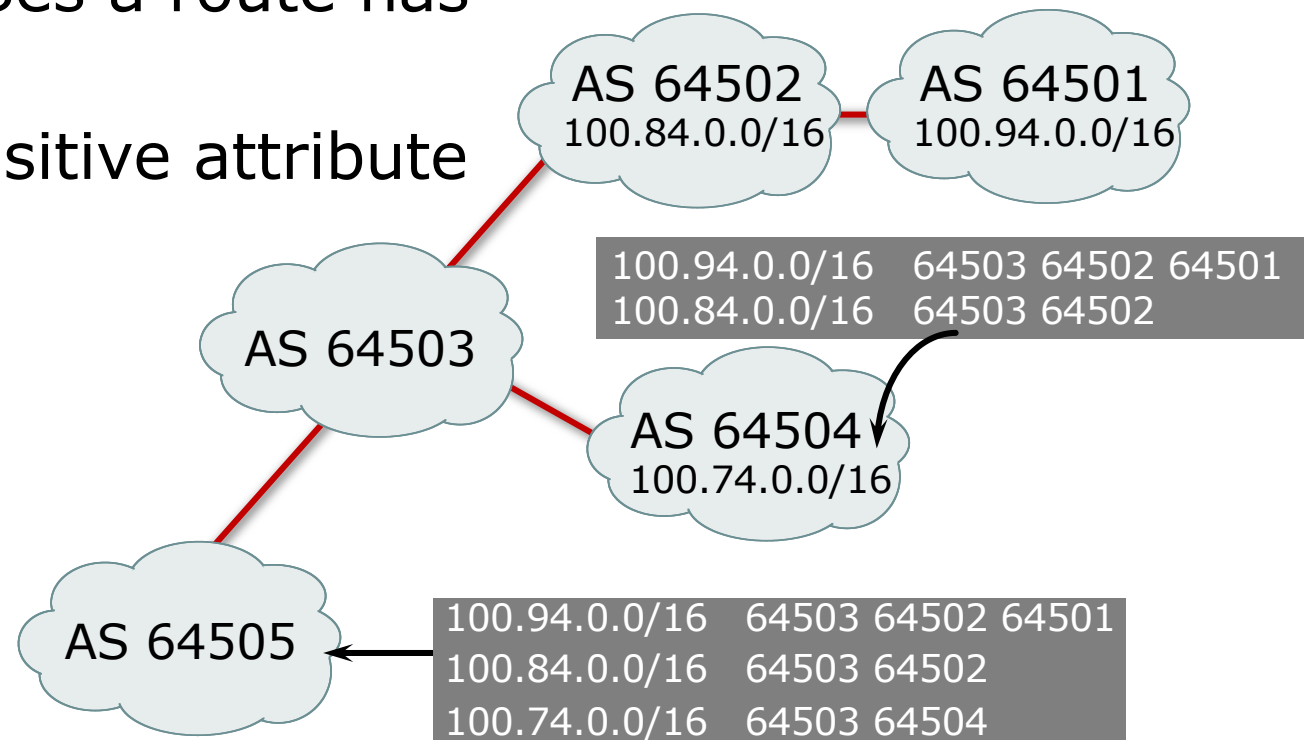 a route has
sitive attribute
AS 64502
100.84.0.0/16
AS 64501
100.94.0.0/16
100.94.0.0/16 64503 64502 64501
100.84.0.0/16 64503 64502
AS 64503
AS 64504
100.74.0.0/16
AS 64505
100.94.0.0/16 64503 64502 64501
100.84.0.0/16 64503 64502
100.74.0.0/16 64503 64504